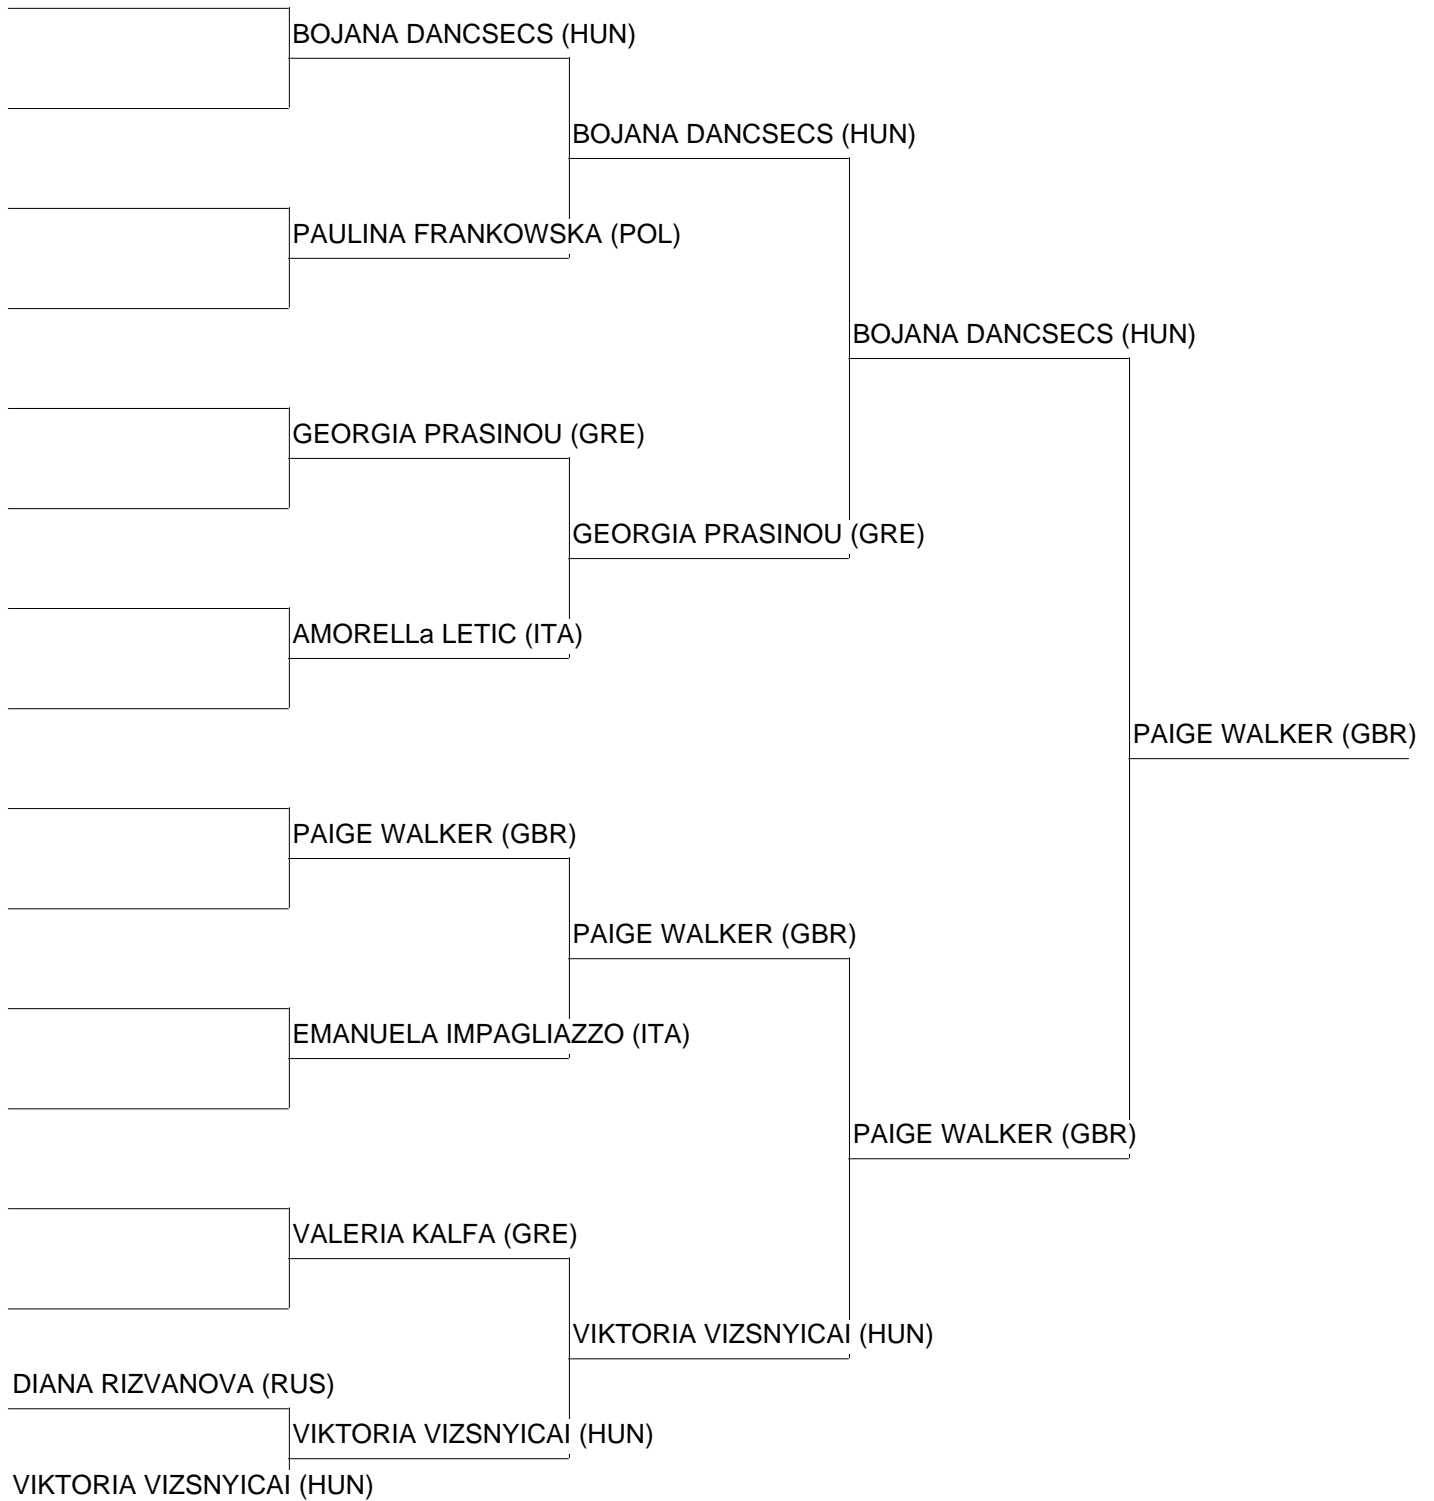 BOJANA DANCSECS (HUN)
BOJANA DANCSECS (HUN)
PAULINA FRANKOWSKA (POL)
BOJANA DANCSECS (HUN)
GEORGIA PRASINOU (GRE)
GEORGIA PRASINOU (GRE)
AMORELLa LETIC (ITA)
PAIGE WALKER (GBR)
PAIGE WALKER (GBR)
PAIGE WALKER (GBR)
EMANUELA IMPAGLIAZZO (ITA)
PAIGE WALKER (GBR)
VALERIA KALFA (GRE)
VIKTORIA VIZSNYICAI (HUN)
DIANA RIZVANOVA (RUS)
VIKTORIA VIZSNYICAI (HUN)
VIKTORIA VIZSNYICAI (HUN)